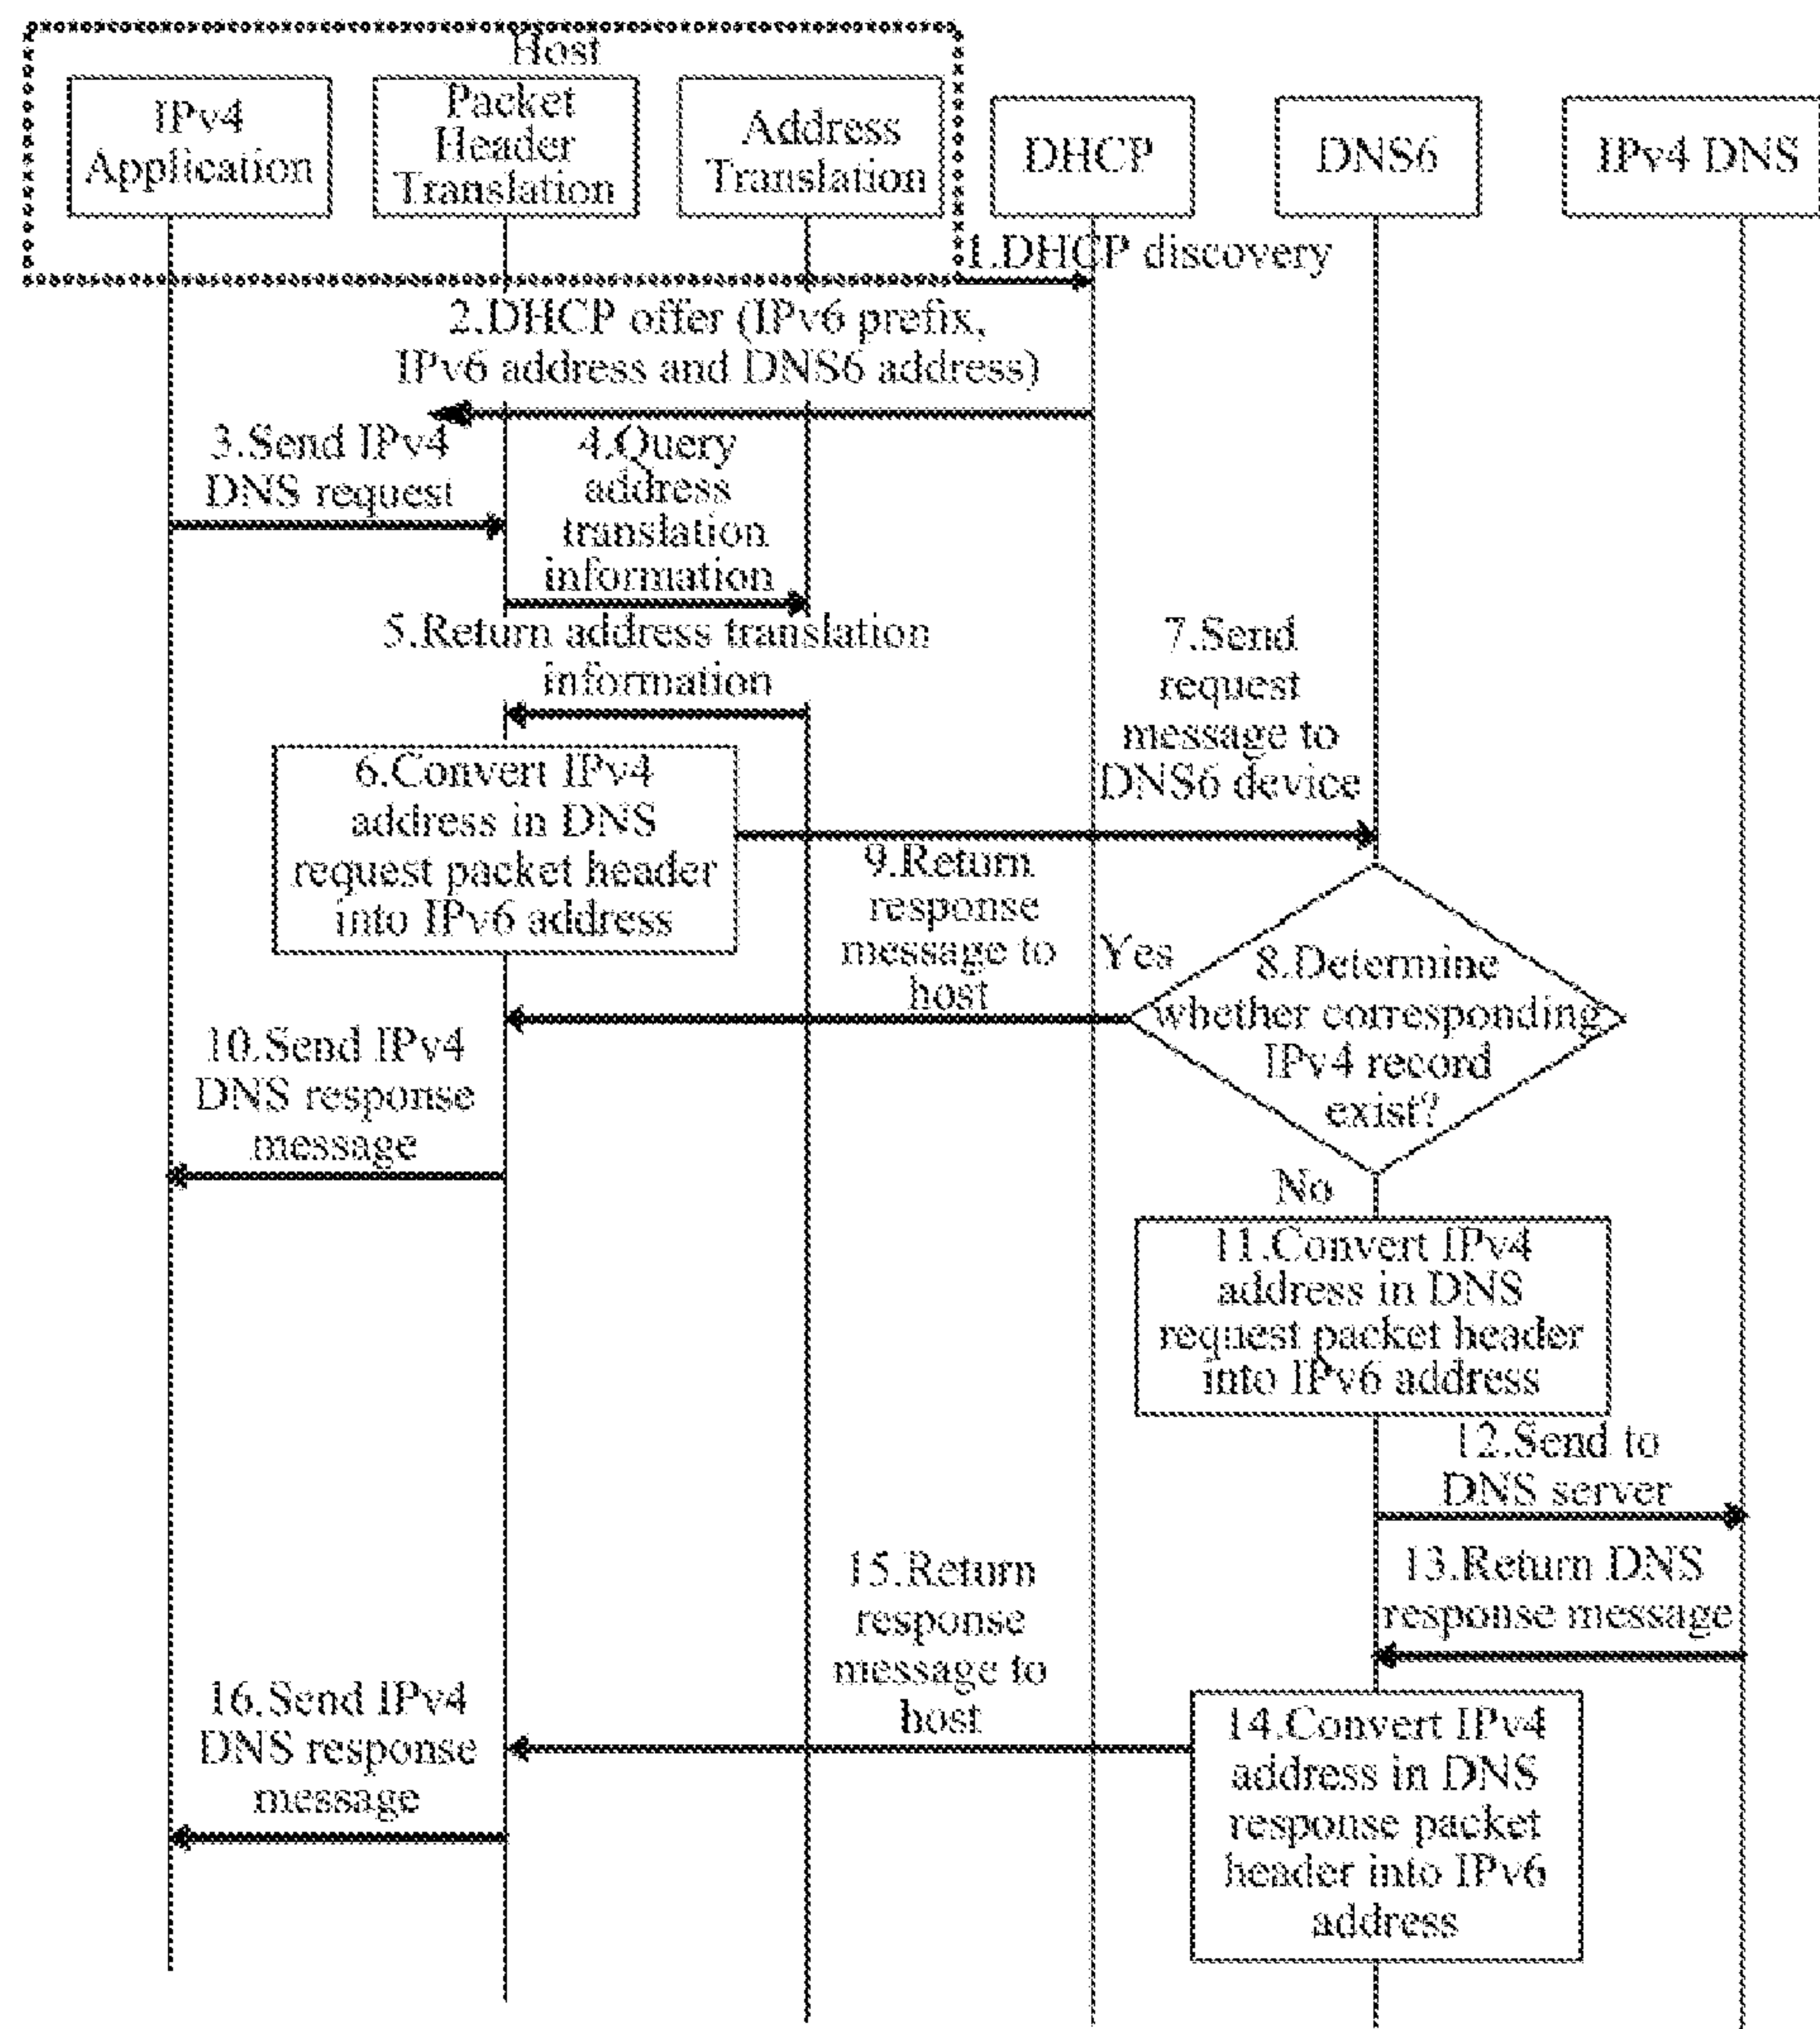 Host
IPv4
Application
Packet
Header
Translation
Address
Translation
DHCP
DNS6
IPv4 DNS
1.DHCP discovery
2.DHCP offer (IPv6 prefix,
IPv6 address and DNS6 address)
3.Send IPv4
DNS request
4.Query
address
translation
information
5.Return address translation
information
6.Convert IPv4
address in DNS
request packet header
into IPv6 address
7.Send
request
message to
DNS6 device
8.Determine
whether corresponding
IPv4 record
exist?
Yes
9.Return
response
message to
host
10.Send IPv4
DNS response
message
No
11.Convert IPv4
address in DNS
request packet header
into IPv6 address
12.Send to
DNS server
13.Return DNS
response message
14.Convert IPv4
address in DNS
response packet
header into IPv6
address
15.Return
response
message to
host
16.Send IPv4
DNS response
message